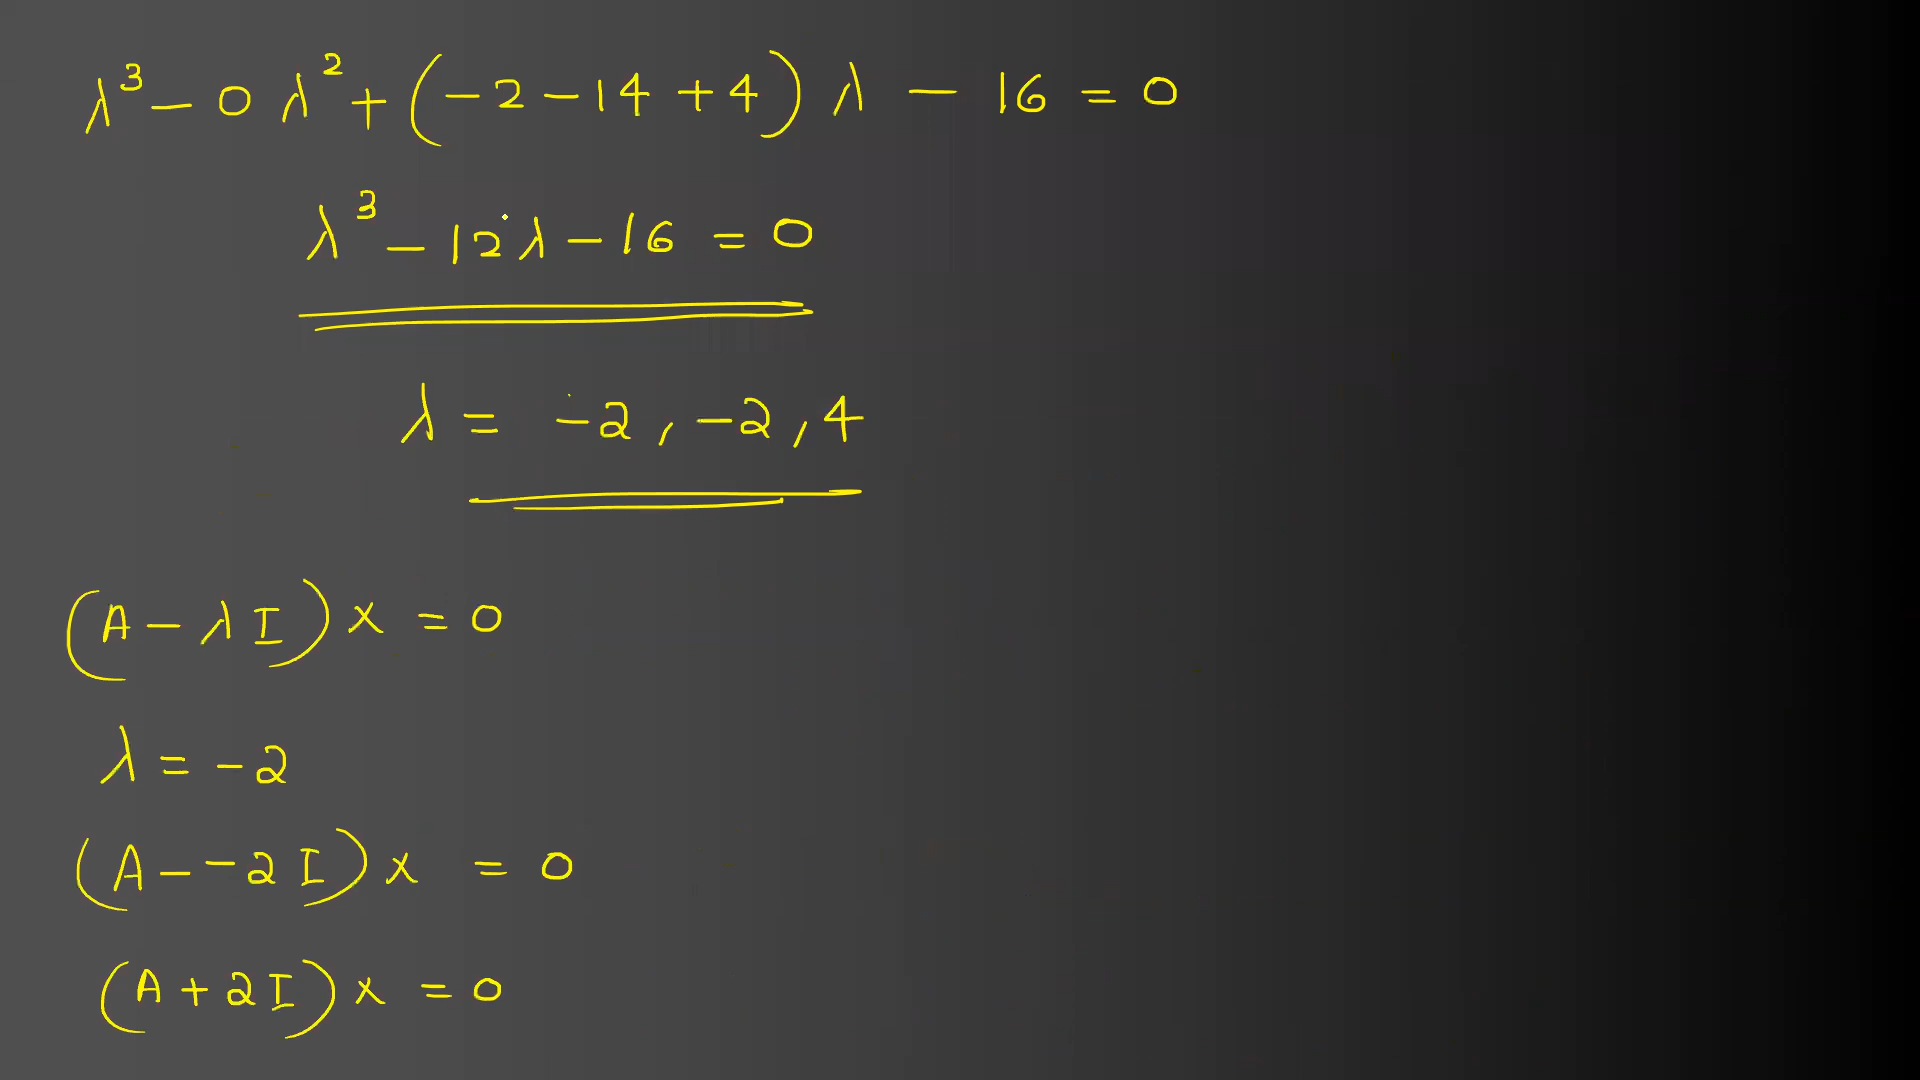 λ³ - 0 λ² + (-2 - 14 + 4) λ - 16 = 0
λ³ - 12λ - 16 = 0
λ = -2, -2, 4
(A - λI)x = 0
λ = -2
(A - -2I)x = 0
(A + 2I)x = 0